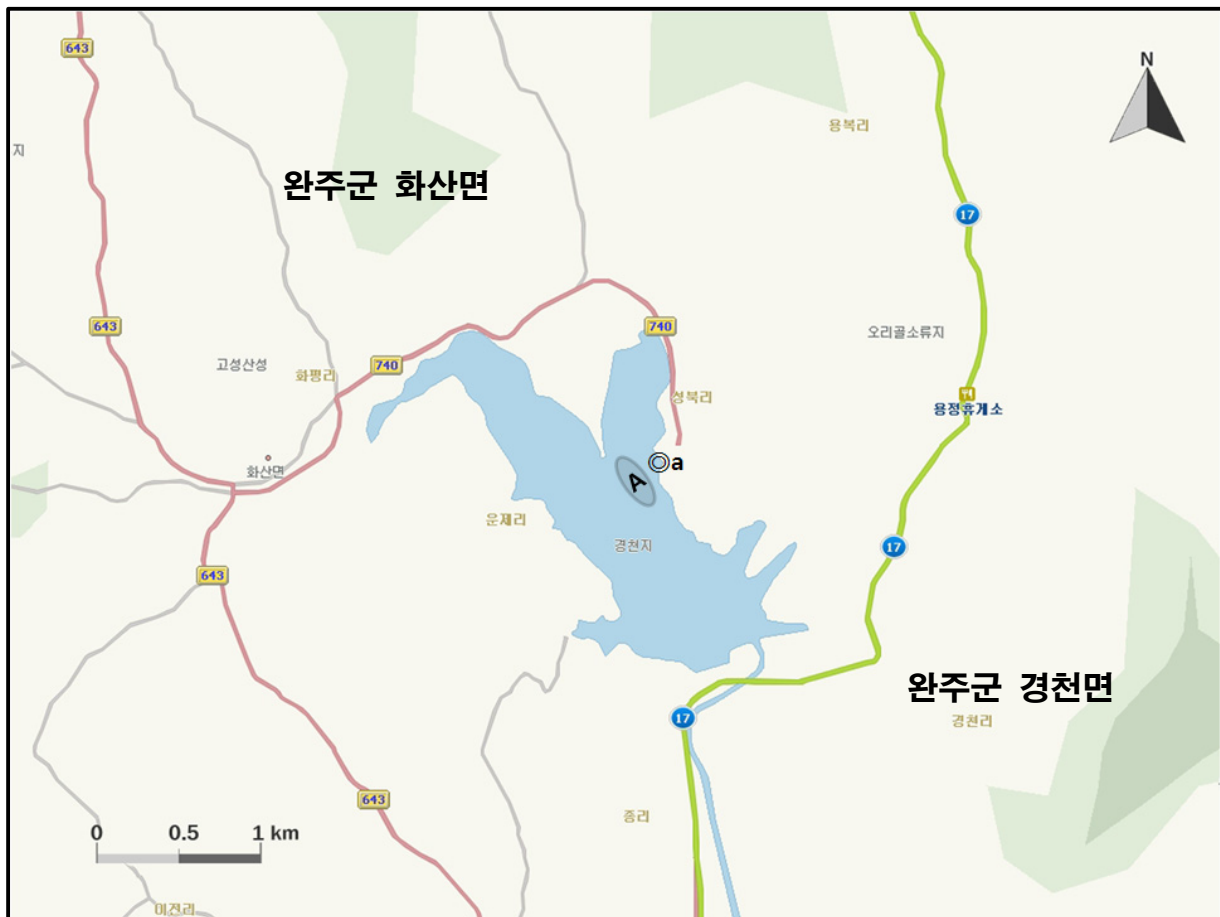 643
N
지
용복리
완주군 화산면
17
643
740
오리골소류지
고성산성
화평리
740
성북리
용정휴게소
화산면
a
A
운제리
경천지
17
643
완주군 경천면
경천리
17
643
종리
0 0.5 1 km
이전리